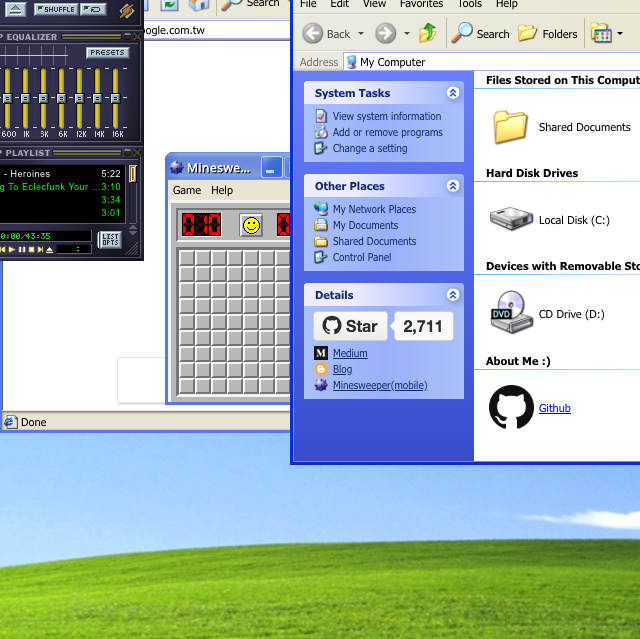 SHUFFLE
EQUALIZER
PRESETS
600 1K 3K 6K 12K 14K 16K
PLAYLIST
- Heroines 5:22
g To Eclecfunk Your ... 3:10
3:34
3:01
0:00/43:35
LIST
OPTS
Search
ogle.com.tw
Mineswe...
Game Help
Done
File Edit View Favorites Tools Help
Back Search Folders
Address My Computer
System Tasks
View system information
Add or remove programs
Change a setting
Other Places
My Network Places
My Documents
Shared Documents
Control Panel
Details
Star 2,711
M Medium
Blog
Minesweeper(mobile)
Files Stored on This Comput
Shared Documents
Hard Disk Drives
Local Disk (C:)
Devices with Removable Sto
DVD CD Drive (D:)
About Me :)
Github